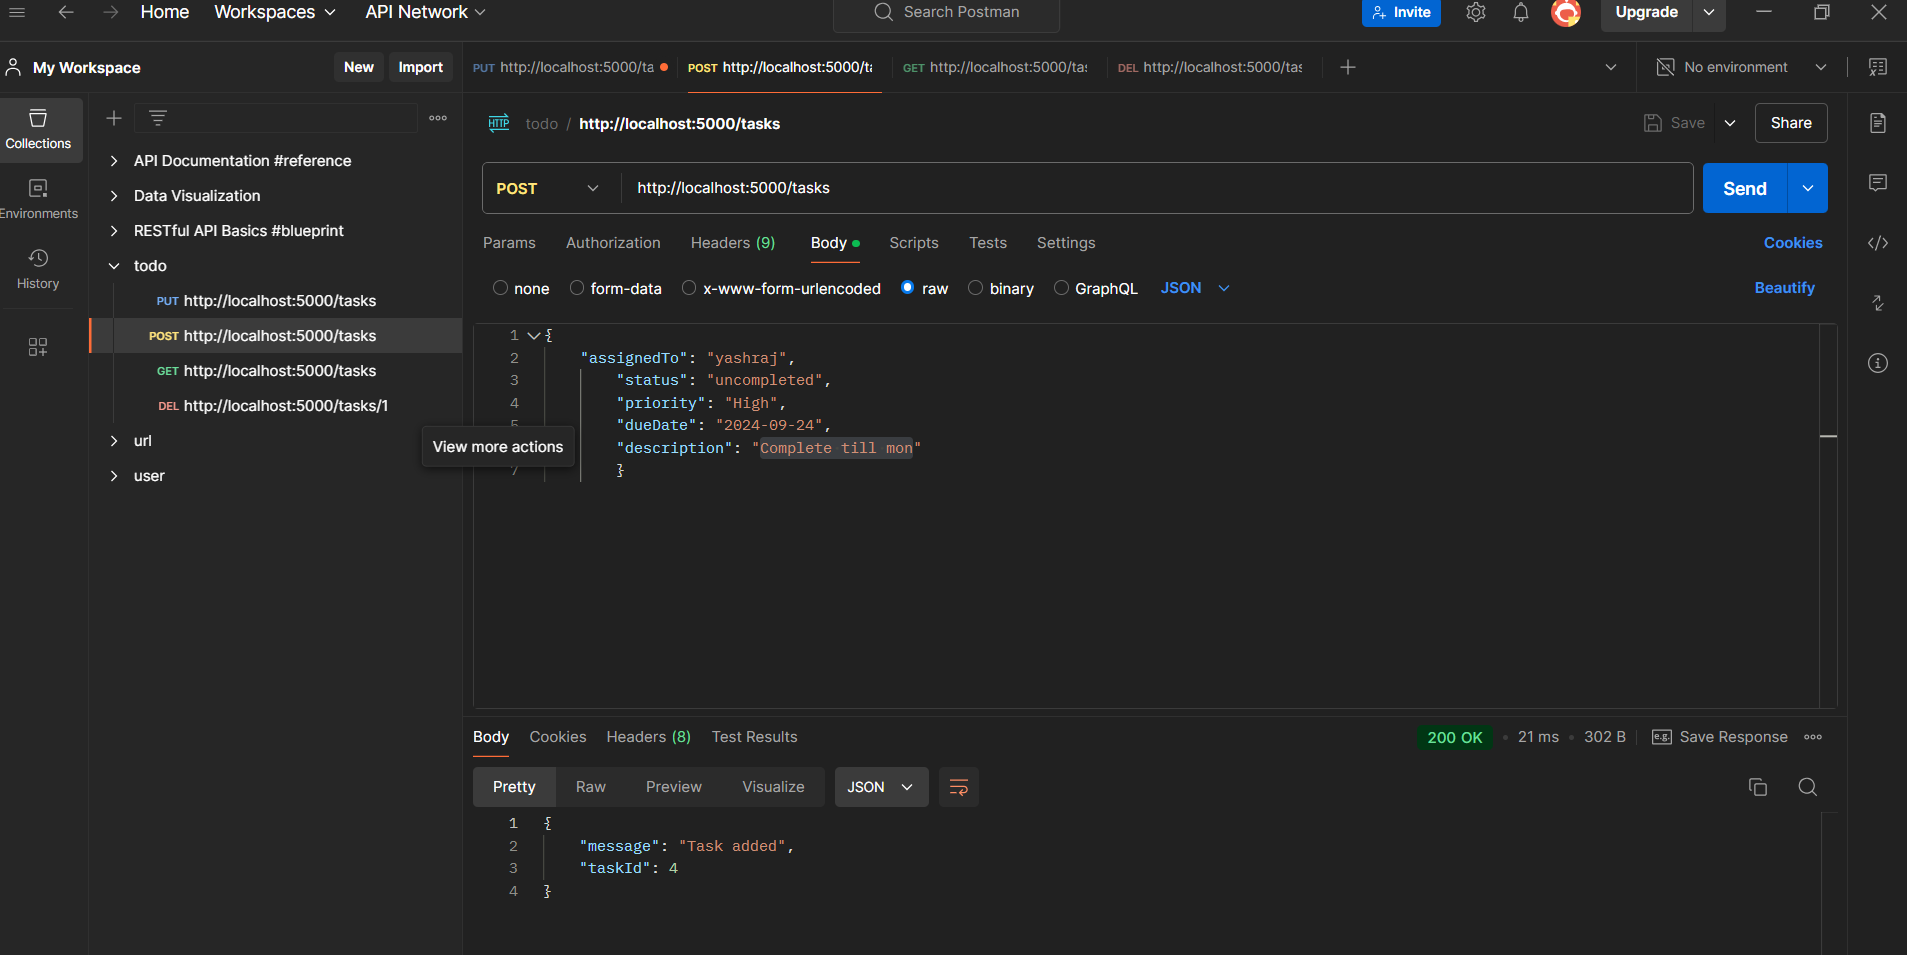 Home Workspaces API Network Search Postman Invite Upgrade
My Workspace New Import PUT http://localhost:5000/ta POST http://localhost:5000/ta GET http://localhost:5000/tas DEL http://localhost:5000/tas No environment
Collections
Environments
History
API Documentation #reference
Data Visualization
RESTful API Basics #blueprint
todo
PUT http://localhost:5000/tasks
POST http://localhost:5000/tasks
GET http://localhost:5000/tasks
DEL http://localhost:5000/tasks/1
url
user
View more actions
HTTP todo / http://localhost:5000/tasks Save Share
POST http://localhost:5000/tasks Send
Params Authorization Headers (9) Body Scripts Tests Settings Cookies
none form-data x-www-form-urlencoded raw binary GraphQL JSON Beautify
1 {
2 "assignedTo": "yashraj",
3 "status": "uncompleted",
4 "priority": "High",
5 "dueDate": "2024-09-24",
"description": "Complete till mon"
7 }
Body Cookies Headers (8) Test Results 200 OK 21 ms 302 B e.g. Save Response
Pretty Raw Preview Visualize JSON
1 {
2 "message": "Task added",
3 "taskId": 4
4 }